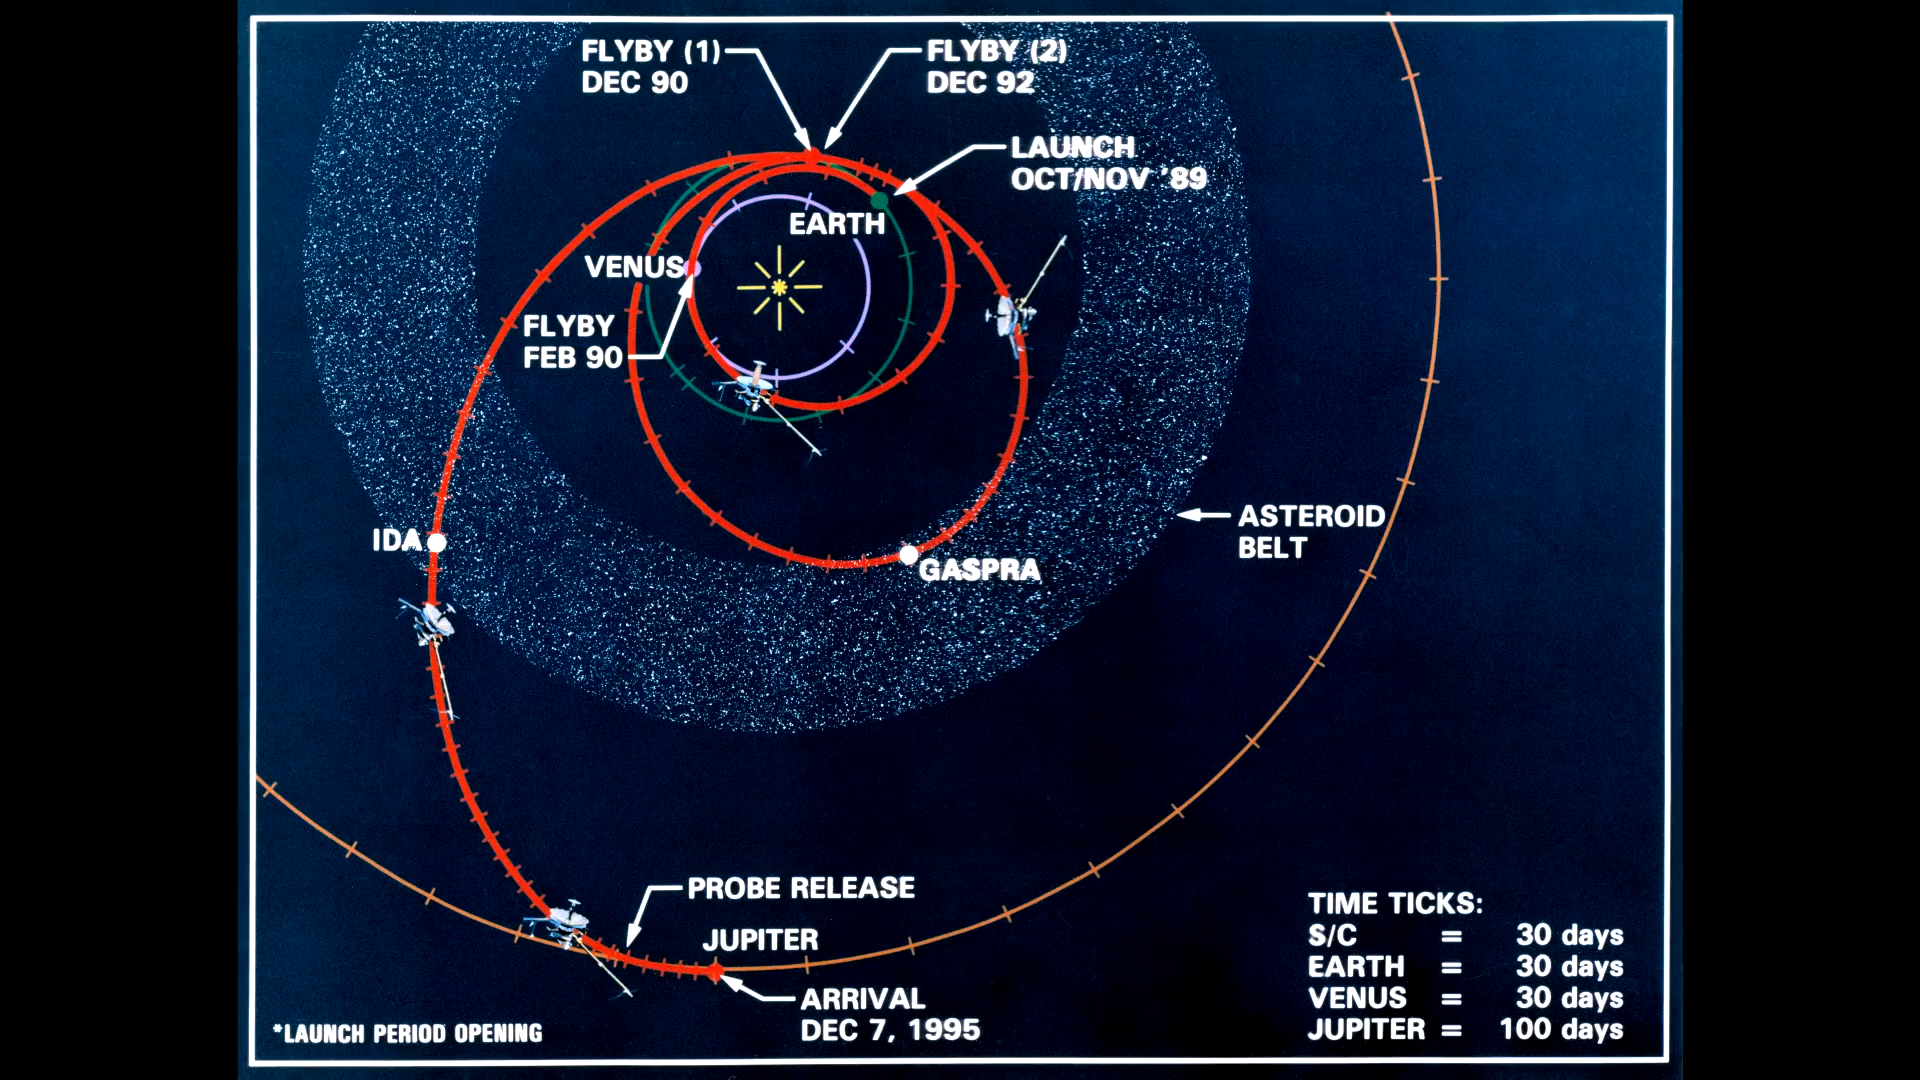 FLYBY (1)
DEC 90
FLYBY (2)
DEC 92
LAUNCH
OCT/NOV '89
EARTH
VENUS
FLYBY
FEB 90
IDA
GASPRA
ASTEROID
BELT
PROBE RELEASE
JUPITER
ARRIVAL
DEC 7, 1995
*LAUNCH PERIOD OPENING
TIME TICKS:
S/C = 30 days
EARTH = 30 days
VENUS = 30 days
JUPITER = 100 days